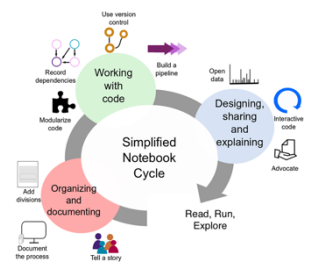 Use version
control
Build a
pipeline
Record
dependencies
Working
with
code
Open
data
Modularize
code
Designing,
sharing
and
explaining
Interactive
code
Simplified
Notebook
Cycle
Advocate
Add
divisions
Organizing
and
documenting
Read, Run,
Explore
Document
the process
Tell a story